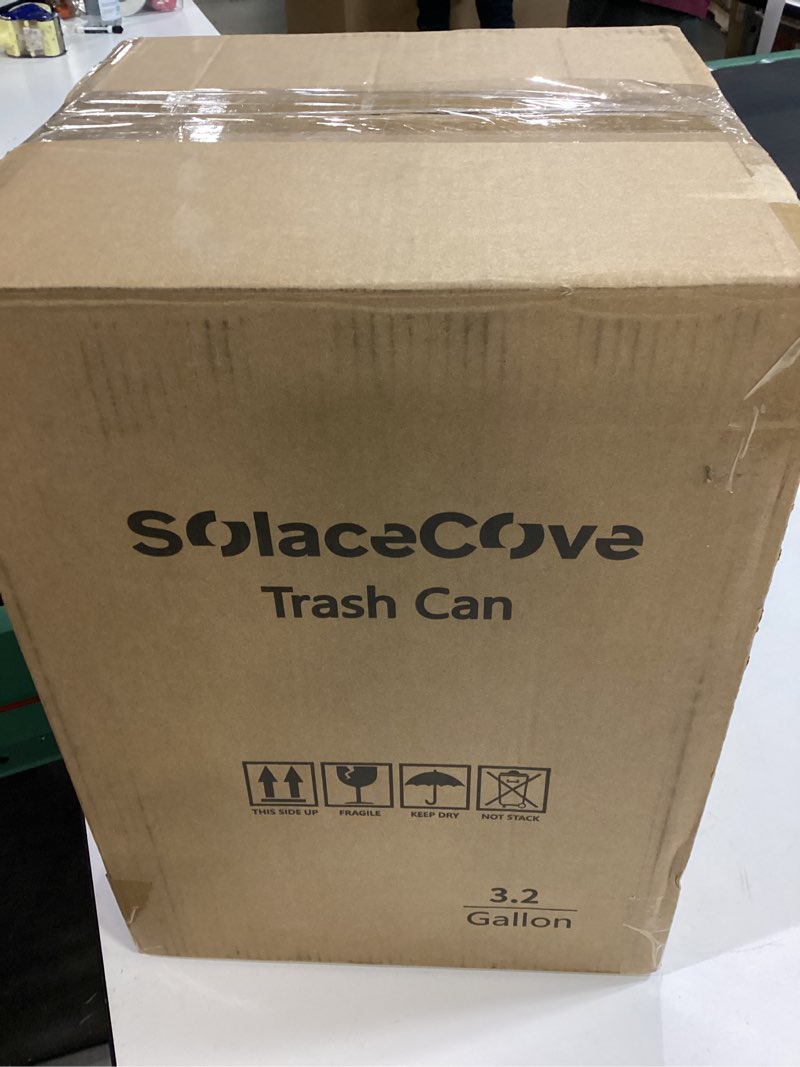 SolaceCove
Trash Can
THIS SIDE UP FRAGILE KEEP DRY NOT STACK
3.2
Gallon